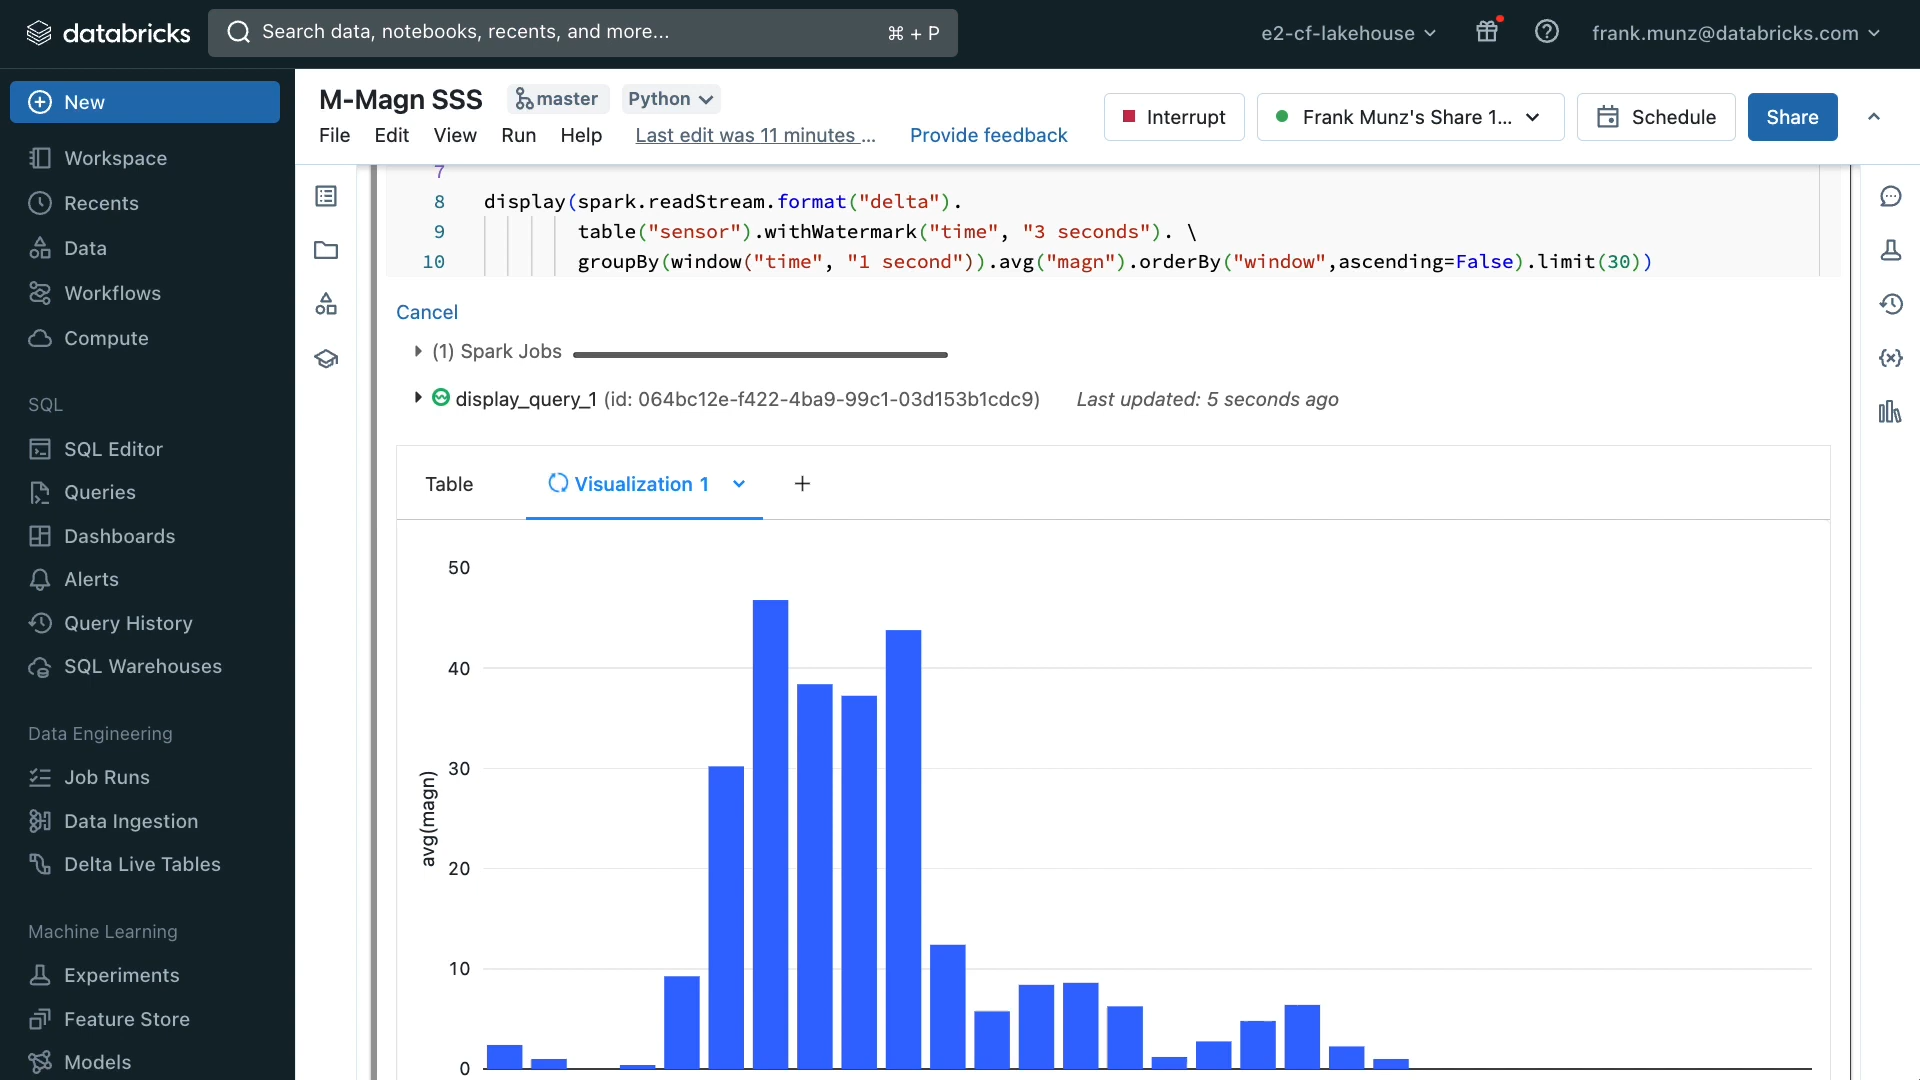 databricks
Search data, notebooks, recents, and more...
⌘ + P
e2-cf-lakehouse
frank.munz@databricks.com
New
Workspace
Recents
Data
Workflows
Compute
SQL
SQL Editor
Queries
Dashboards
Alerts
Query History
SQL Warehouses
Data Engineering
Job Runs
Data Ingestion
Delta Live Tables
Machine Learning
Experiments
Feature Store
Models
M-Magn SSS
master
Python
File Edit View Run Help Last edit was 11 minutes ... Provide feedback
Interrupt
Frank Munz's Share 1...
Schedule
Share
7
8 display(spark.readStream.format("delta").
9 table("sensor").withWatermark("time", "3 seconds"). \
10 groupBy(window("time", "1 second")).avg("magn").orderBy("window",ascending=False).limit(30))
Cancel
(1) Spark Jobs
display_query_1 (id: 064bc12e-f422-4ba9-99c1-03d153b1cdc9) Last updated: 5 seconds ago
Table
Visualization 1
+
50
40
30
20
10
0
avg(magn)